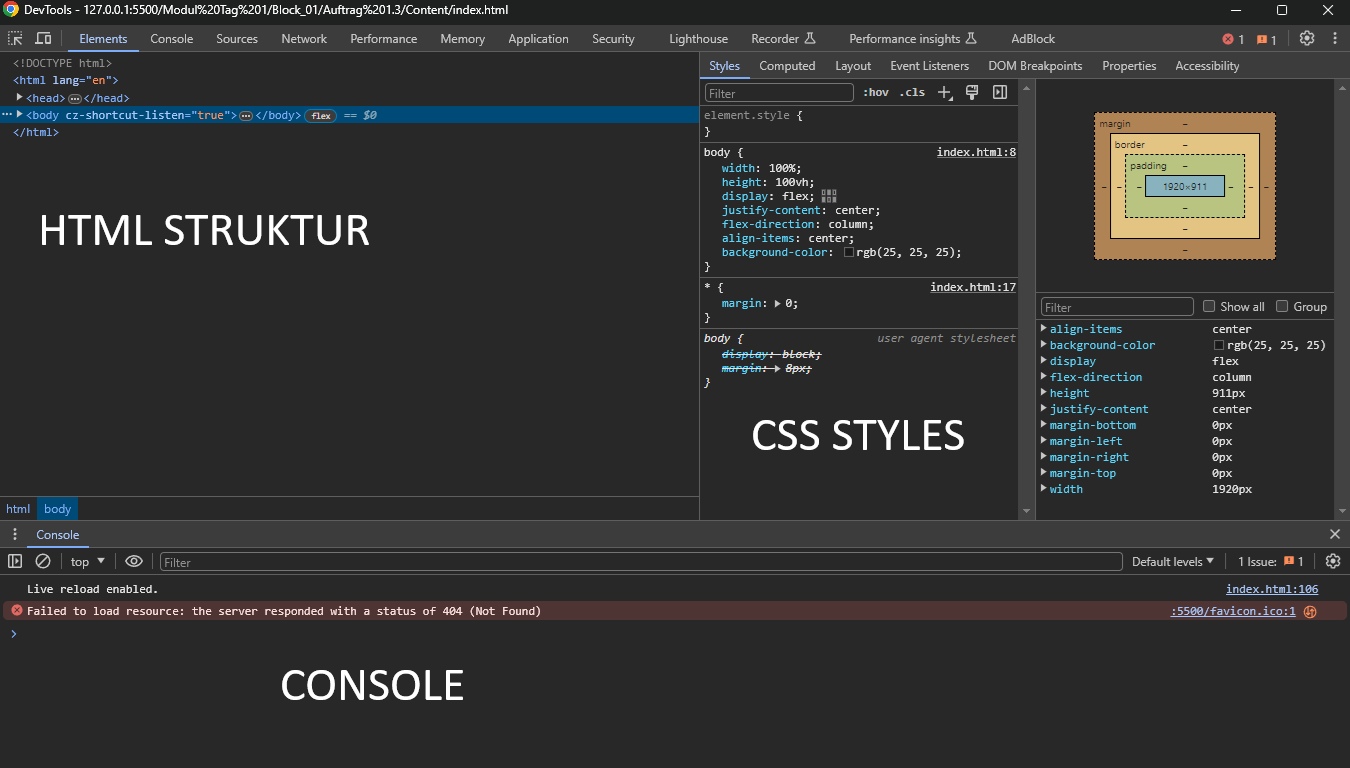 DevTools - 127.0.0.1:5500/Modul%20Tag%201/Block_01/Auftrag%201.3/Content/index.html
Elements Console Sources Network Performance Memory Application Security Lighthouse Recorder Performance insights AdBlock 1 1
<!DOCTYPE html>
<html lang="en">
<head>…</head>
… <body cz-shortcut-listen="true">…</body> flex == $0
</html>
HTML STRUKTUR
html body
Styles Computed Layout Event Listeners DOM Breakpoints Properties Accessibility
Filter :hov .cls
element.style {
}
body { index.html:8
width: 100%;
height: 100vh;
display: flex;
justify-content: center;
flex-direction: column;
align-items: center;
background-color: rgb(25, 25, 25);
}
* { index.html:17
margin: 0;
}
body { user agent stylesheet
display: block;
margin: 8px;
}
CSS STYLES
margin –
border –
padding –
– – – 1920×911 – – –
–
–
–
Filter Show all Group
align-items center
background-color rgb(25, 25, 25)
display flex
flex-direction column
height 911px
justify-content center
margin-bottom 0px
margin-left 0px
margin-right 0px
margin-top 0px
width 1920px
Console
top Filter Default levels 1 Issue: 1
Live reload enabled. index.html:106
Failed to load resource: the server responded with a status of 404 (Not Found) :5500/favicon.ico:1
CONSOLE